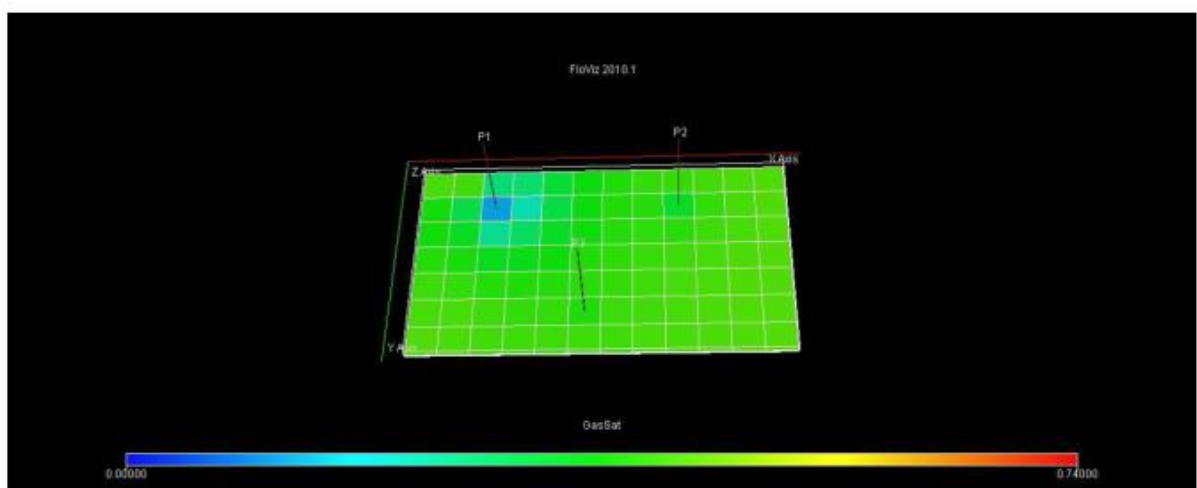 FloViz 2010.1
P1
P2
Z Axis
X Axis
Y Axis
GasSat
0.00000
0.74000